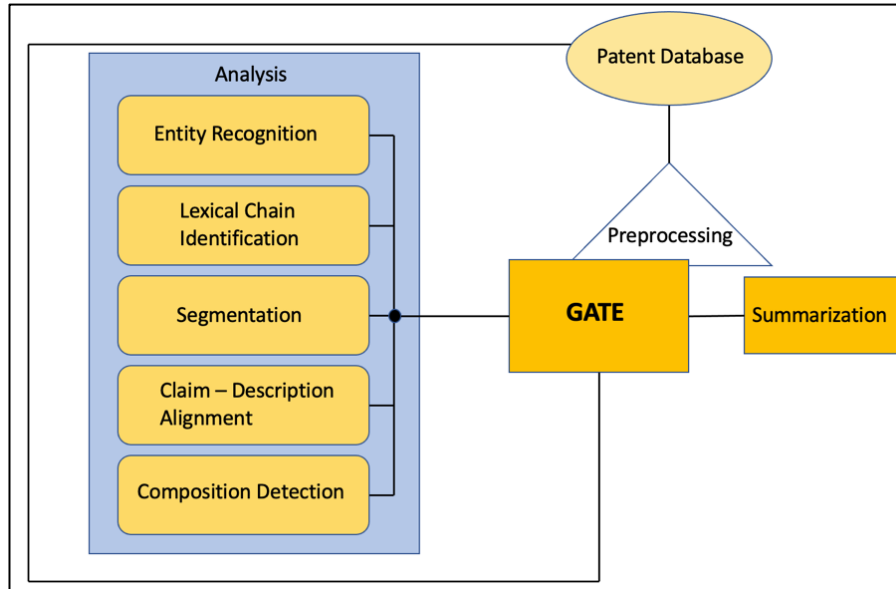 Patent Database
Analysis
Entity Recognition
Lexical Chain
Identification
Preprocessing
Segmentation
GATE
Summarization
Claim – Description
Alignment
Composition Detection